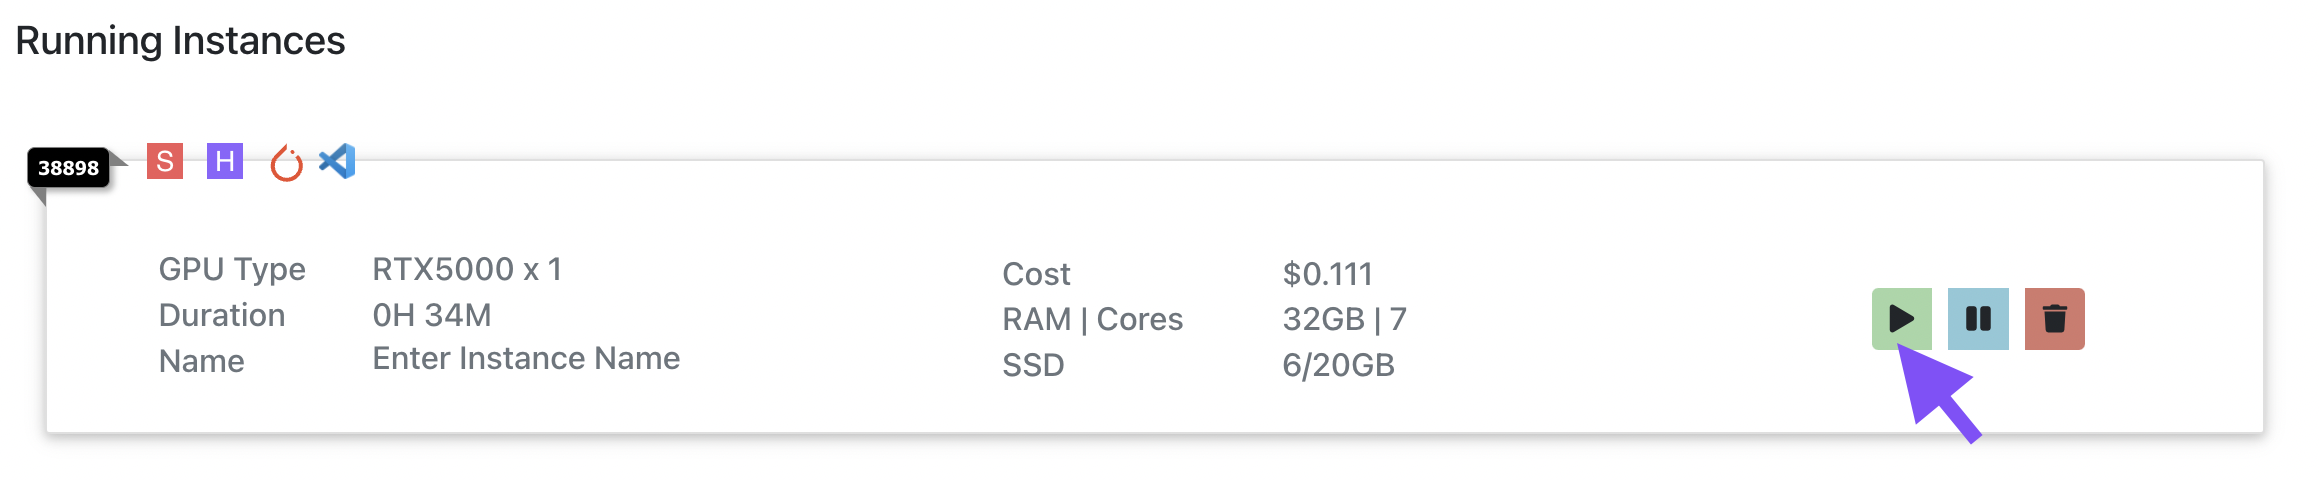 Running Instances
38898 S H
GPU Type RTX5000 x 1
Duration 0H 34M
Name Enter Instance Name
Cost $0.111
RAM | Cores 32GB | 7
SSD 6/20GB